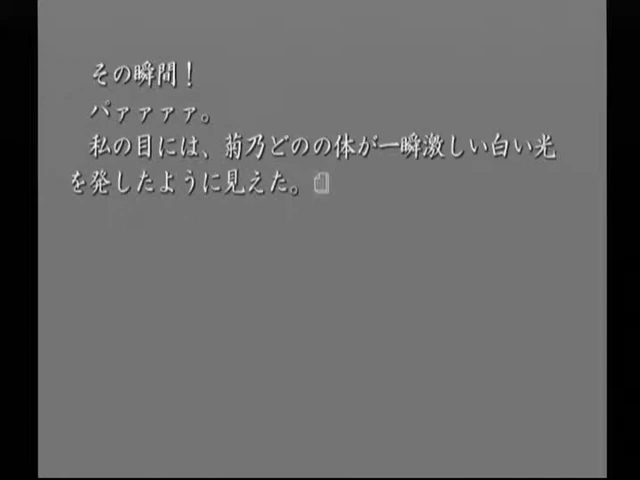 その瞬間！
パァァァァ。
私の目には、菊乃どのの体が一瞬激しい白い光
を発したように見えた。